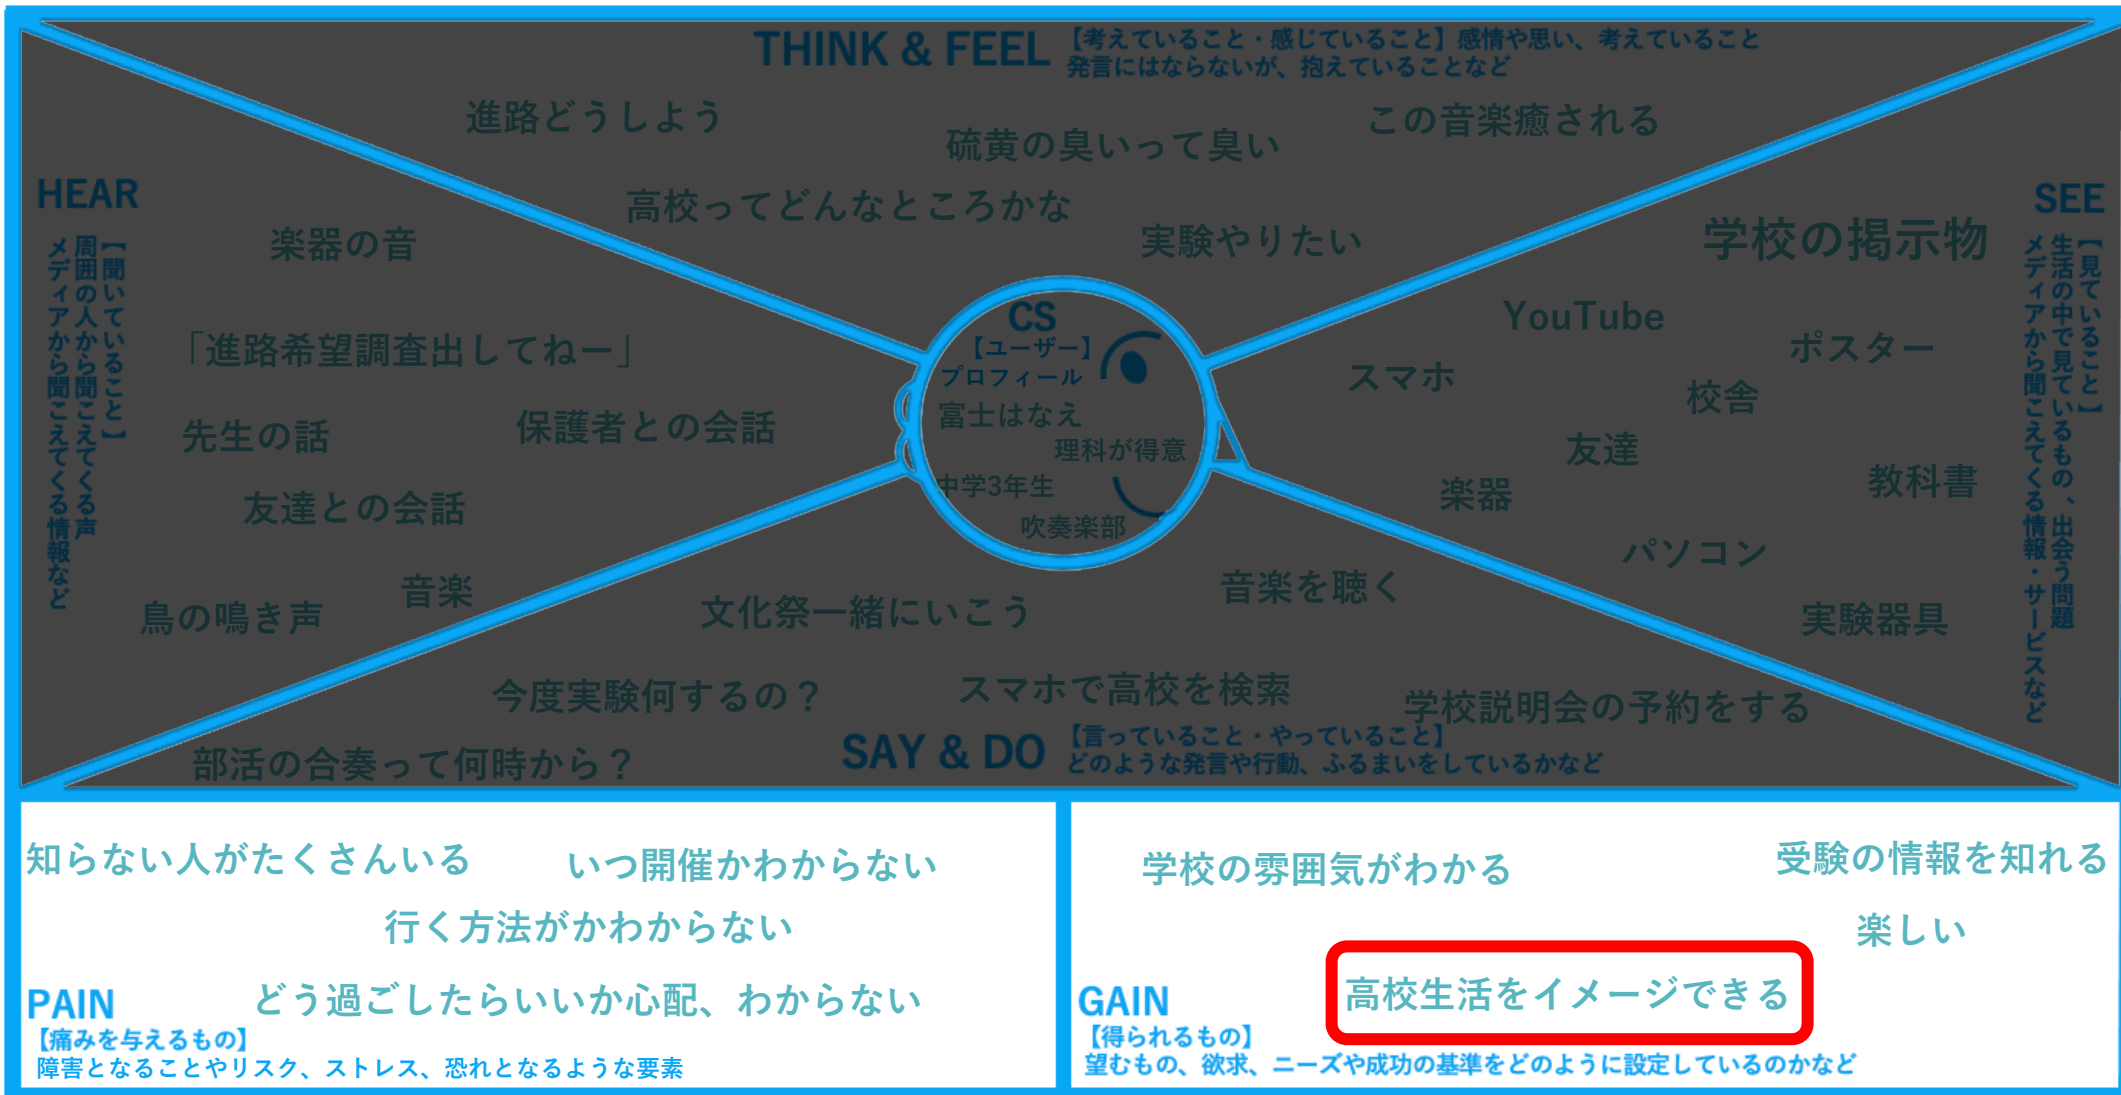 THINK & FEEL
【考えていること・感じていること】感情や思い、考えていること
発言にはならないが、抱えていることなど
進路どうしよう
硫黄の臭いって臭い
この音楽癒される
高校ってどんなところかな
実験やりたい
HEAR
【聞いていること】
周囲の人から聞こえてくる声
メディアから聞こえてくる情報など
楽器の音
「進路希望調査出してねー」
先生の話
保護者との会話
友達との会話
音楽
鳥の鳴き声
CS
【ユーザー】
プロフィール
富士はなえ
理科が得意
中学3年生
吹奏楽部
SEE
【見ていること】
生活の中で見ているもの、出会う問題
メディアから聞こえてくる情報・サービスなど
学校の掲示物
YouTube
ポスター
スマホ
校舎
友達
教科書
楽器
パソコン
実験器具
音楽を聴く
文化祭一緒にいこう
今度実験何するの？
スマホで高校を検索
学校説明会の予約をする
部活の合奏って何時から？
SAY & DO
【言っていること・やっていること】
どのような発言や行動、ふるまいをしているかなど
知らない人がたくさんいる
いつ開催かわからない
行く方法がかわからない
どう過ごしたらいいか心配、わからない
PAIN
【痛みを与えるもの】
障害となることやリスク、ストレス、恐れとなるような要素
学校の雰囲気がわかる
受験の情報を知れる
楽しい
高校生活をイメージできる
GAIN
【得られるもの】
望むもの、欲求、ニーズや成功の基準をどのように設定しているのかなど